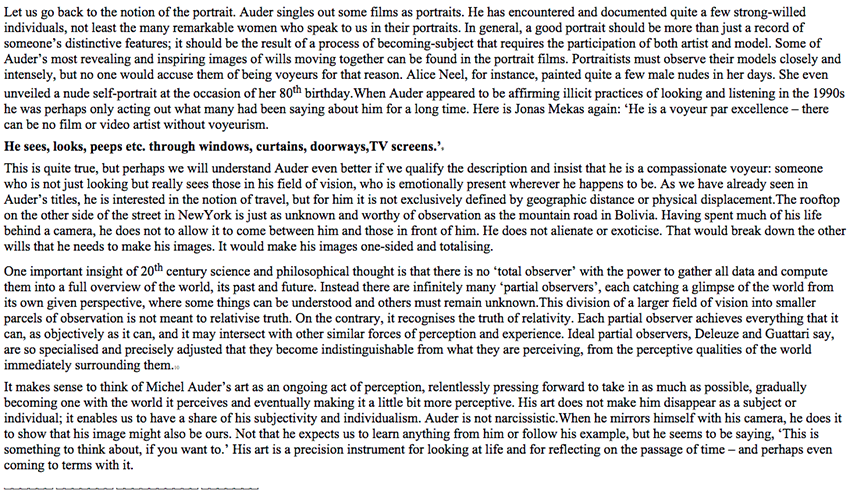 Let us go back to the notion of the portrait. Auder singles out some films as portraits. He has encountered and documented quite a few strong-willed
individuals, not least the many remarkable women who speak to us in their portraits. In general, a good portrait should be more than just a record of
someone’s distinctive features; it should be the result of a process of becoming-subject that requires the participation of both artist and model. Some of
Auder’s most revealing and inspiring images of wills moving together can be found in the portrait films. Portraitists must observe their models closely and
intensely, but no one would accuse them of being voyeurs for that reason. Alice Neel, for instance, painted quite a few male nudes in her days. She even
unveiled a nude self-portrait at the occasion of her 80th birthday.When Auder appeared to be affirming illicit practices of looking and listening in the 1990s
he was perhaps only acting out what many had been saying about him for a long time. Here is Jonas Mekas again: ‘He is a voyeur par excellence – there
can be no film or video artist without voyeurism.
He sees, looks, peeps etc. through windows, curtains, doorways,TV screens.’
This is quite true, but perhaps we will understand Auder even better if we qualify the description and insist that he is a compassionate voyeur: someone
who is not just looking but really sees those in his field of vision, who is emotionally present wherever he happens to be. As we have already seen in
Auder’s titles, he is interested in the notion of travel, but for him it is not exclusively defined by geographic distance or physical displacement.The rooftop
on the other side of the street in NewYork is just as unknown and worthy of observation as the mountain road in Bolivia. Having spent much of his life
behind a camera, he does not to allow it to come between him and those in front of him. He does not alienate or exoticise. That would break down the other
wills that he needs to make his images. It would make his images one-sided and totalising.
One important insight of 20th century science and philosophical thought is that there is no ‘total observer’ with the power to gather all data and compute
them into a full overview of the world, its past and future. Instead there are infinitely many ‘partial observers’, each catching a glimpse of the world from
its own given perspective, where some things can be understood and others must remain unknown.This division of a larger field of vision into smaller
parcels of observation is not meant to relativise truth. On the contrary, it recognises the truth of relativity. Each partial observer achieves everything that it
can, as objectively as it can, and it may intersect with other similar forces of perception and experience. Ideal partial observers, Deleuze and Guattari say,
are so specialised and precisely adjusted that they become indistinguishable from what they are perceiving, from the perceptive qualities of the world
immediately surrounding them.10
It makes sense to think of Michel Auder’s art as an ongoing act of perception, relentlessly pressing forward to take in as much as possible, gradually
becoming one with the world it perceives and eventually making it a little bit more perceptive. His art does not make him disappear as a subject or
individual; it enables us to have a share of his subjectivity and individualism. Auder is not narcissistic.When he mirrors himself with his camera, he does it
to show that his image might also be ours. Not that he expects us to learn anything from him or follow his example, but he seems to be saying, ‘This is
something to think about, if you want to.’ His art is a precision instrument for looking at life and for reflecting on the passage of time – and perhaps even
coming to terms with it.